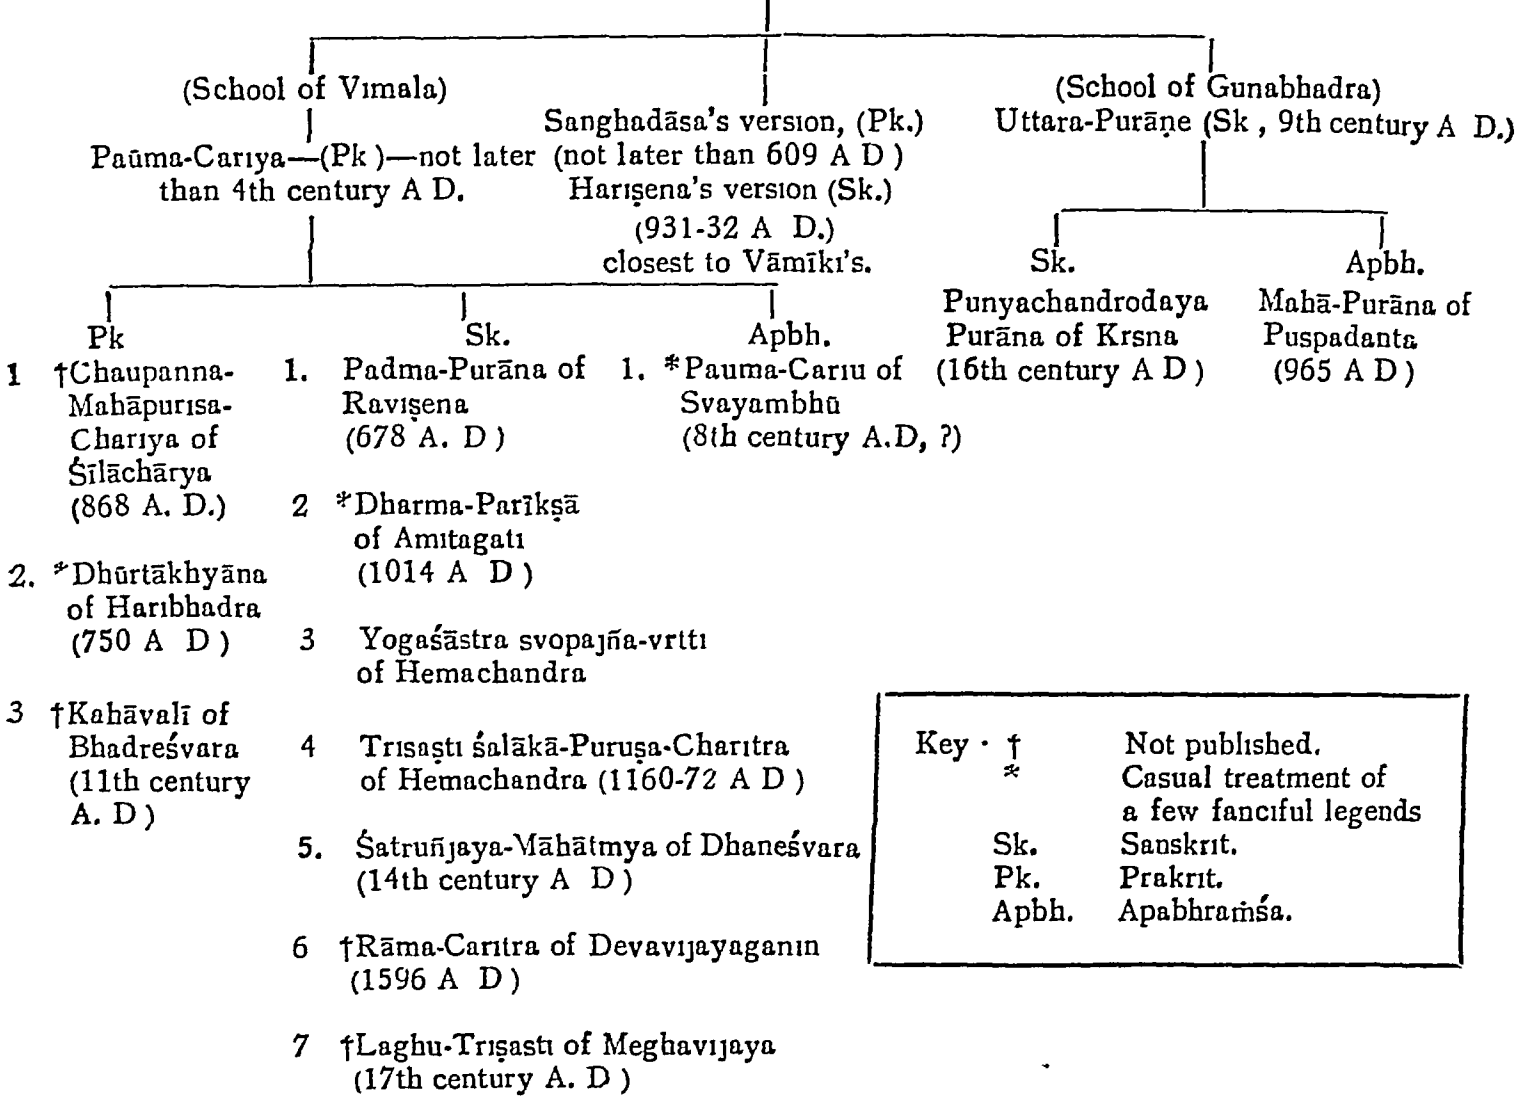 (School of Vimala)
Paūma-Cariya—(Pk )—not later
than 4th century A D.
Sanghadāsa's version, (Pk.)
(not later than 609 A D )
Hariṣena's version (Sk.)
(931-32 A D.)
closest to Vāmīki's.
(School of Gunabhadra)
Uttara-Purāṇe (Sk , 9th century A D.)
Pk
1 †Chaupanna-
Mahāpurisa-
Chariya of
Śīlāchārya
(868 A. D.)
2. *Dhūrtākhyāna
of Haribhadra
(750 A D )
3 †Kahāvalī of
Bhadreśvara
(11th century
A. D )
Sk.
1. Padma-Purāna of
Raviṣena
(678 A. D )
2 *Dharma-Parīkṣā
of Amitagati
(1014 A D )
3 Yogaśāstra svopajña-vrtti
of Hemachandra
4 Trisaṣti śalākā-Puruṣa-Charitra
of Hemachandra (1160-72 A D )
5. Śatruñjaya-Māhātmya of Dhaneśvara
(14th century A D )
6 †Rāma-Caritra of Devavijayaganin
(1596 A D )
7 †Laghu-Triṣasti of Meghavijaya
(17th century A. D )
Apbh.
1. *Pauma-Cariu of
Svayambhū
(8th century A.D, ?)
Sk.
Punyachandrodaya
Purāna of Krsna
(16th century A D )
Apbh.
Mahā-Purāna of
Puspadanta
(965 A D )
Key · † Not published.
* Casual treatment of
a few fanciful legends
Sk. Sanskrit.
Pk. Prakrit.
Apbh. Apabhraṁśa.